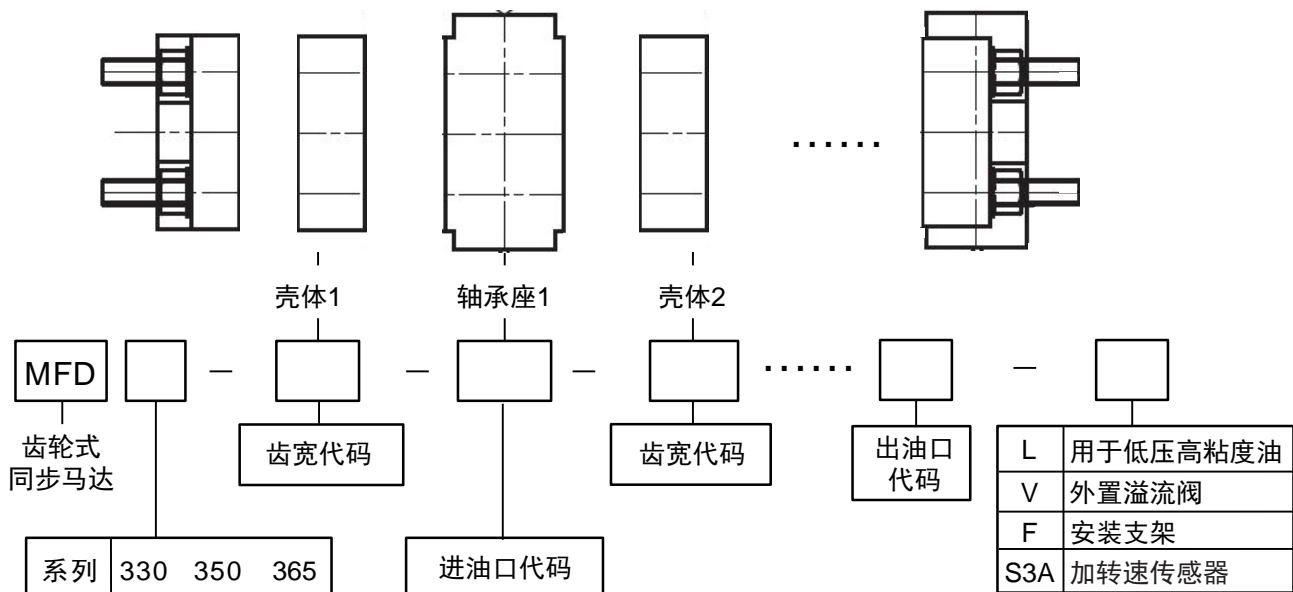 壳体1 轴承座1 壳体2
MFD － － － ······ －
齿轮式
同步马达
齿宽代码 齿宽代码
出油口
代码
L 用于低压高粘度油
V 外置溢流阀
F 安装支架
S3A 加转速传感器
系列 330 350 365
进油口代码